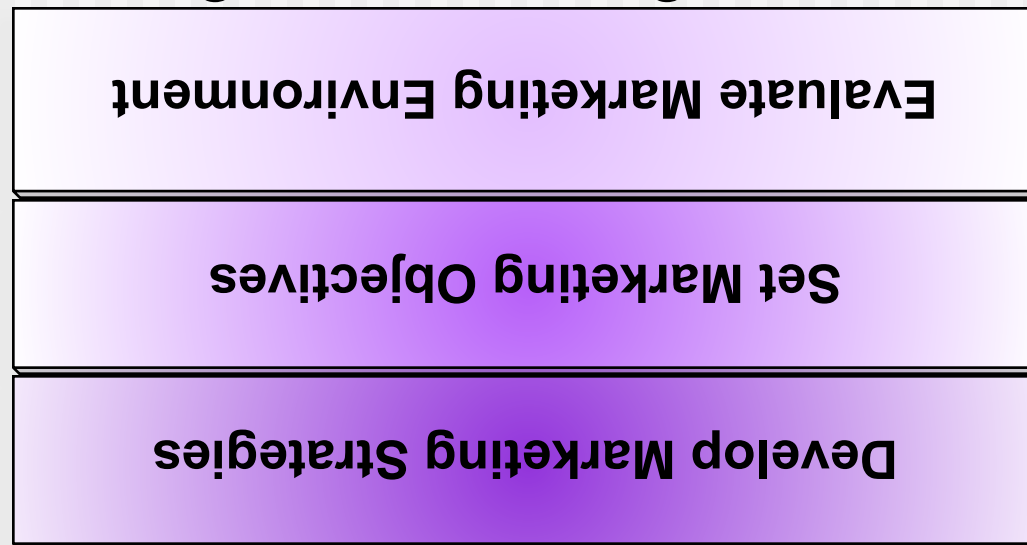 Evaluate Marketing Environment
Set Marketing Objectives
Develop Marketing Strategies